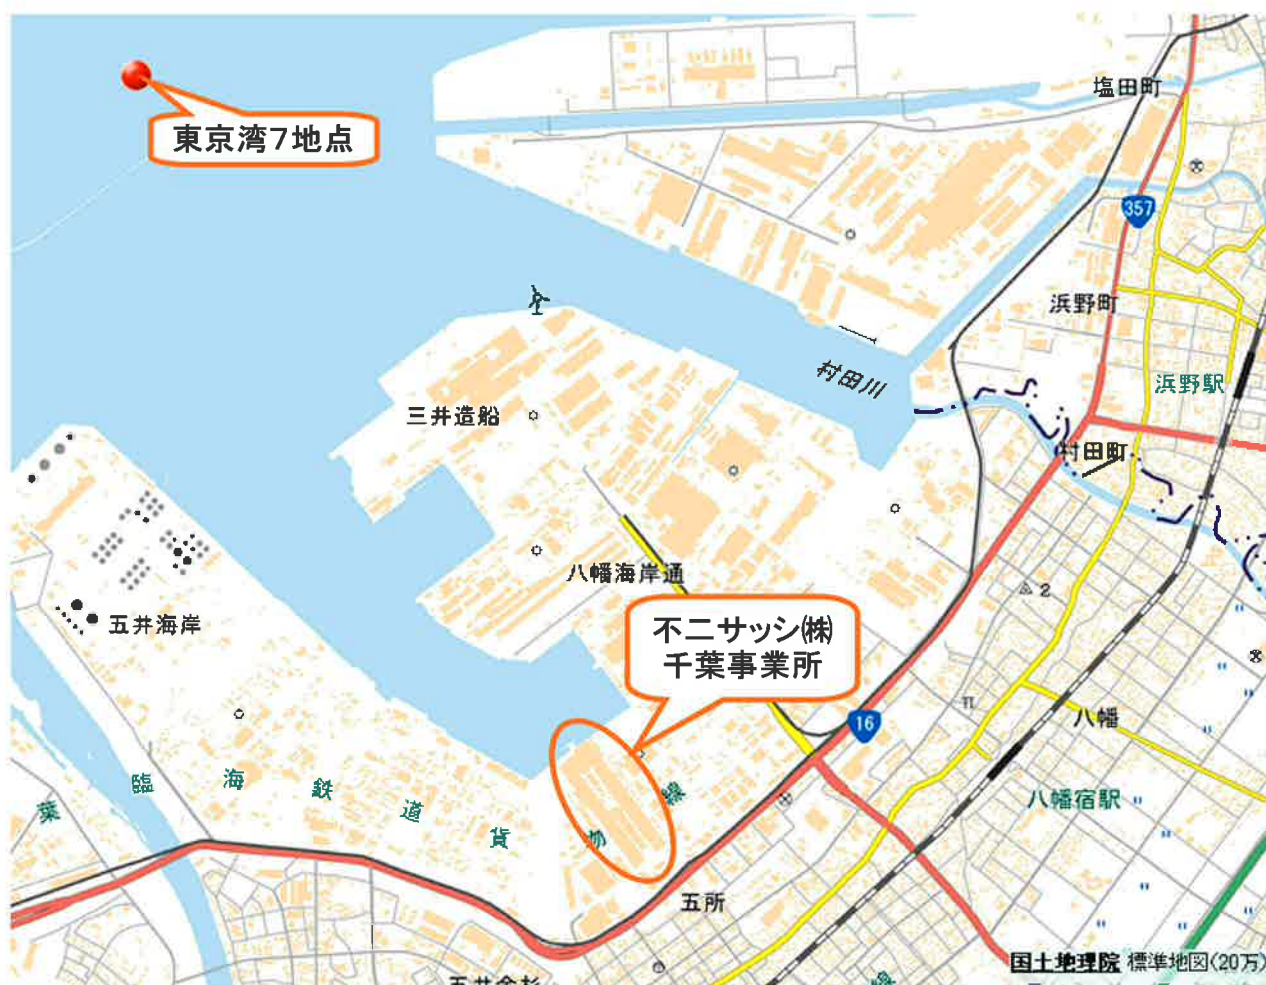 塩田町
東京湾7地点
357
浜野町
村田川
浜野駅
三井造船
村田町
八幡海岸通
2
五井海岸
不二サッシ㈱
千葉事業所
16
八幡
八幡宿駅
葉臨海鉄道貨物線
五所
国土地理院 標準地図(20万)
線